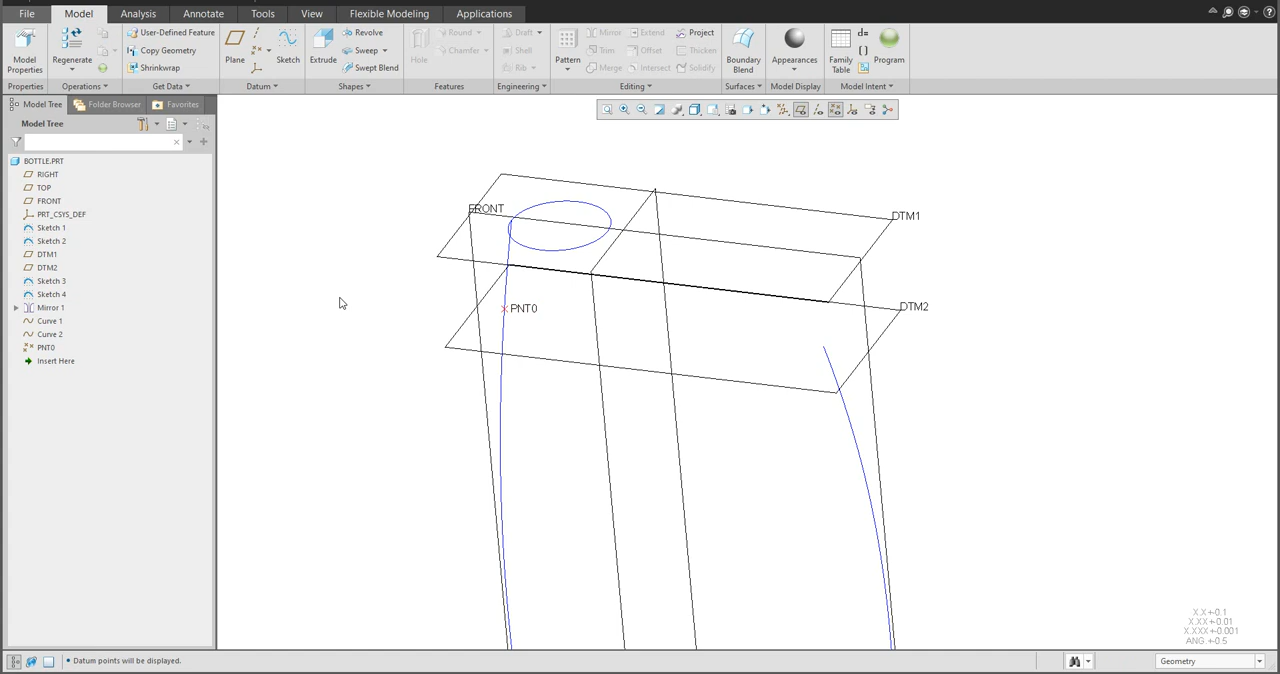 File Model Analysis Annotate Tools View Flexible Modeling Applications
Model Properties
Regenerate
User-Defined Feature
Copy Geometry
Shrinkwrap
Plane
Sketch
Extrude
Revolve
Sweep
Swept Blend
Hole
Round
Chamfer
Draft
Shell
Rib
Pattern
Mirror Extend Project
Trim Offset Thicken
Merge Intersect Solidify
Boundary Blend
Appearances
Family Table
d=
Program
Properties Operations Get Data Datum Shapes Features Engineering Editing Surfaces Model Display Model Intent
Model Tree Folder Browser Favorites
Model Tree
BOTTLE.PRT
RIGHT
TOP
FRONT
PRT_CSYS_DEF
Sketch 1
Sketch 2
DTM1
DTM2
Sketch 3
Sketch 4
Mirror 1
Curve 1
Curve 2
PNT0
Insert Here
FRONT
DTM1
PNT0
DTM2
X.X+-0.1
X.XX+-0.01
X.XXX+-0.001
ANG.+-0.5
• Datum points will be displayed.
Geometry